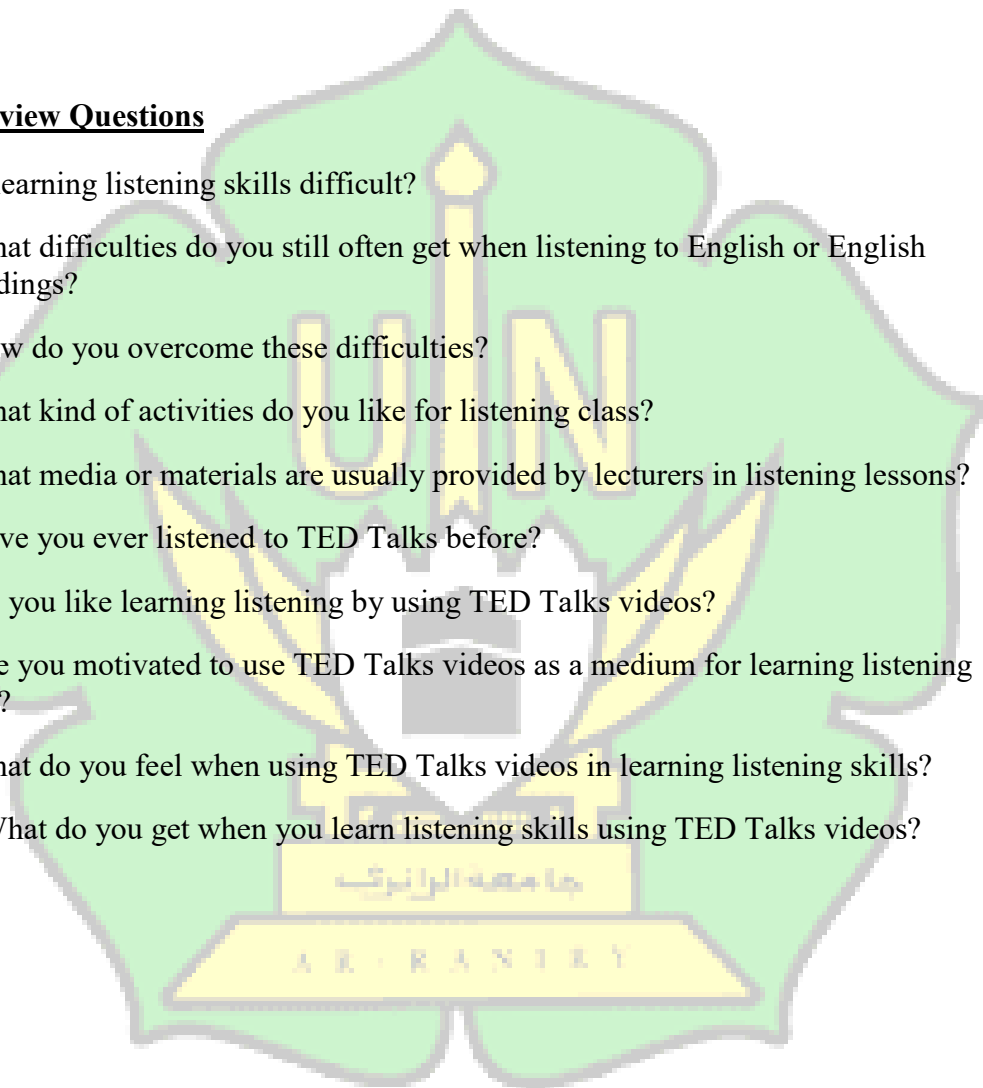 view Questions
earning listening skills difficult?
hat difficulties do you still often get when listening to English or English
dings?
w do you overcome these difficulties?
hat kind of activities do you like for listening class?
hat media or materials are usually provided by lecturers in listening lessons?
ve you ever listened to TED Talks before?
you like learning listening by using TED Talks videos?
e you motivated to use TED Talks videos as a medium for learning listening
?
hat do you feel when using TED Talks videos in learning listening skills?
What do you get when you learn listening skills using TED Talks videos?
UIN
جامعة الرانري
AR-RANIRY